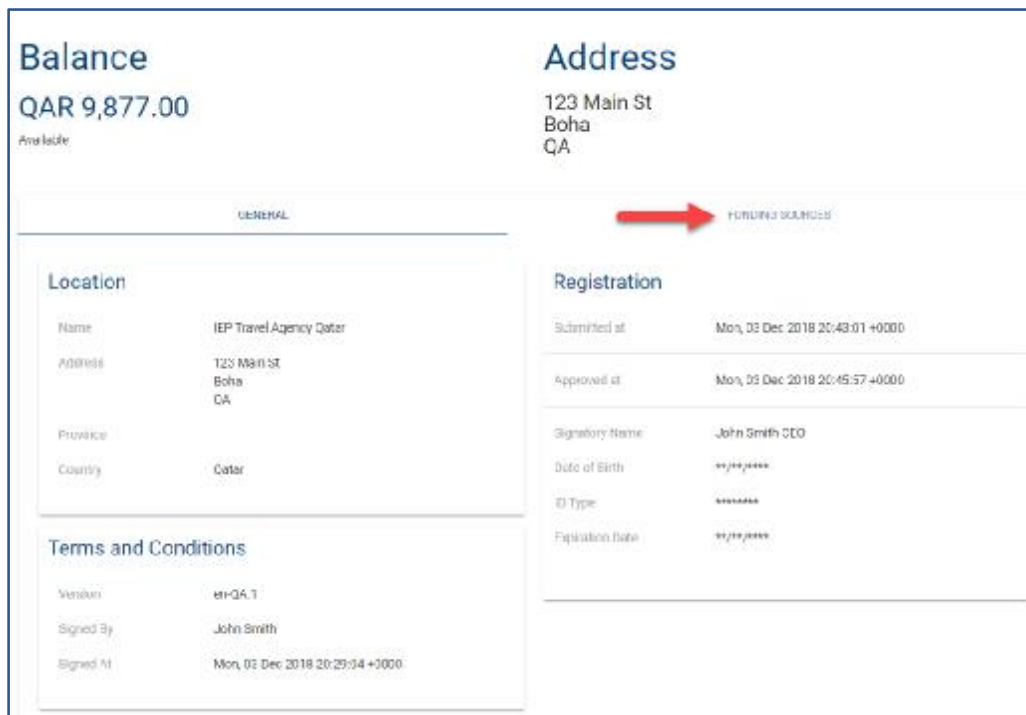 Balance
QAR 9,877.00
Available
Address
123 Main St
Boha
QA
GENERAL
FUNDING SOURCES
Location
Name IEP Travel Agency Qatar
Address 123 Main St
Boha
QA
Province
Country Qatar
Terms and Conditions
Version en-QA.1
Signed By John Smith
Signed At Mon, 03 Dec 2018 20:29:04 +0000
Registration
Submitted at Mon, 03 Dec 2018 20:43:01 +0000
Approved at Mon, 03 Dec 2018 20:45:57 +0000
Signatory Name John Smith CEO
Date of Birth **/**/****
ID Type ********
Expiration Date **/**/****